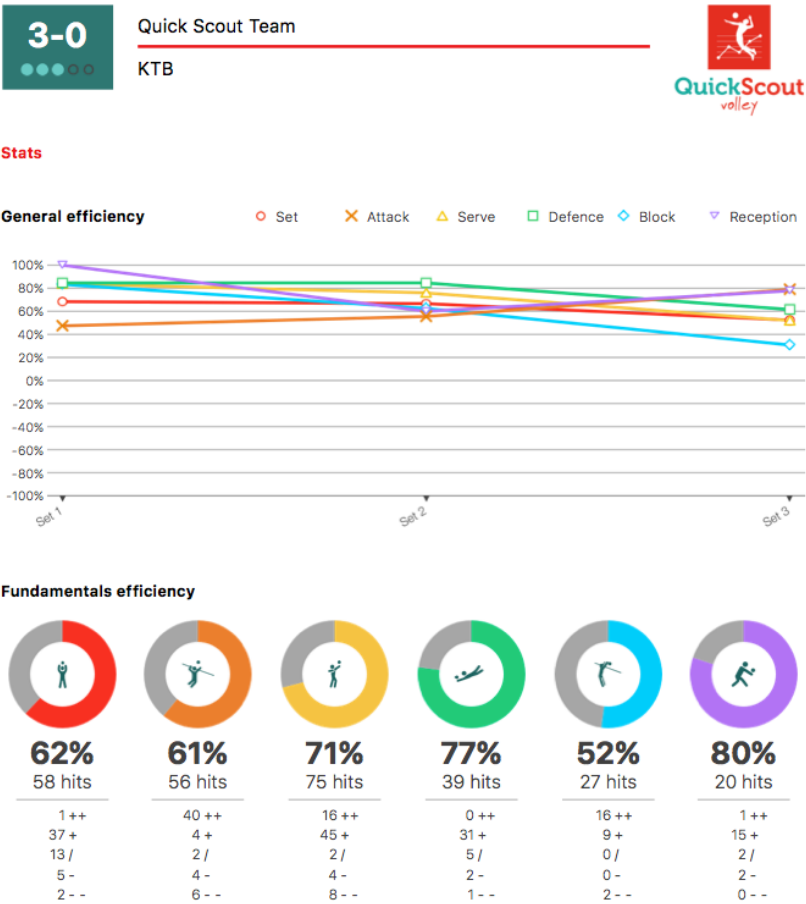 3-0
Quick Scout Team
KTB
QuickScout
volley
Stats
General efficiency
Set Attack Serve Defence Block Reception
100%
80%
60%
40%
20%
0%
-20%
-40%
-60%
-80%
-100%
Set 1 Set 2 Set 3
Fundamentals efficiency
62% 61% 71% 77% 52% 80%
58 hits 56 hits 75 hits 39 hits 27 hits 20 hits
1 ++ 40 ++ 16 ++ 0 ++ 16 ++ 1 ++
37 + 4 + 45 + 31 + 9 + 15 +
13 / 2 / 2 / 5 / 0 / 2 /
5 - 4 - 4 - 2 - 0 - 2 -
2 - - 6 - - 8 - - 1 - - 2 - - 0 - -